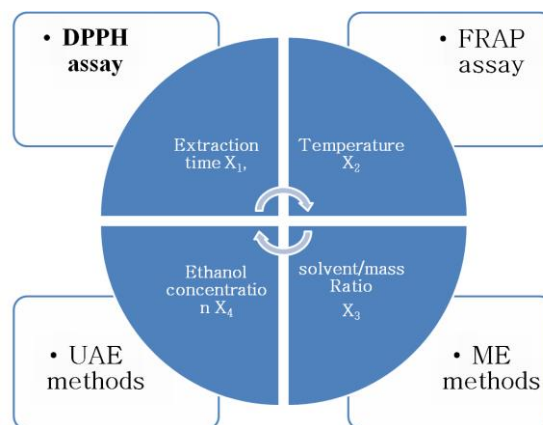 • DPPH
assay
• FRAP
assay
Extraction
time X₁,
Temperature
X₂
Ethanol
concentratio
n X₄
solvent/mass
Ratio
X₃
• UAE
methods
• ME
methods